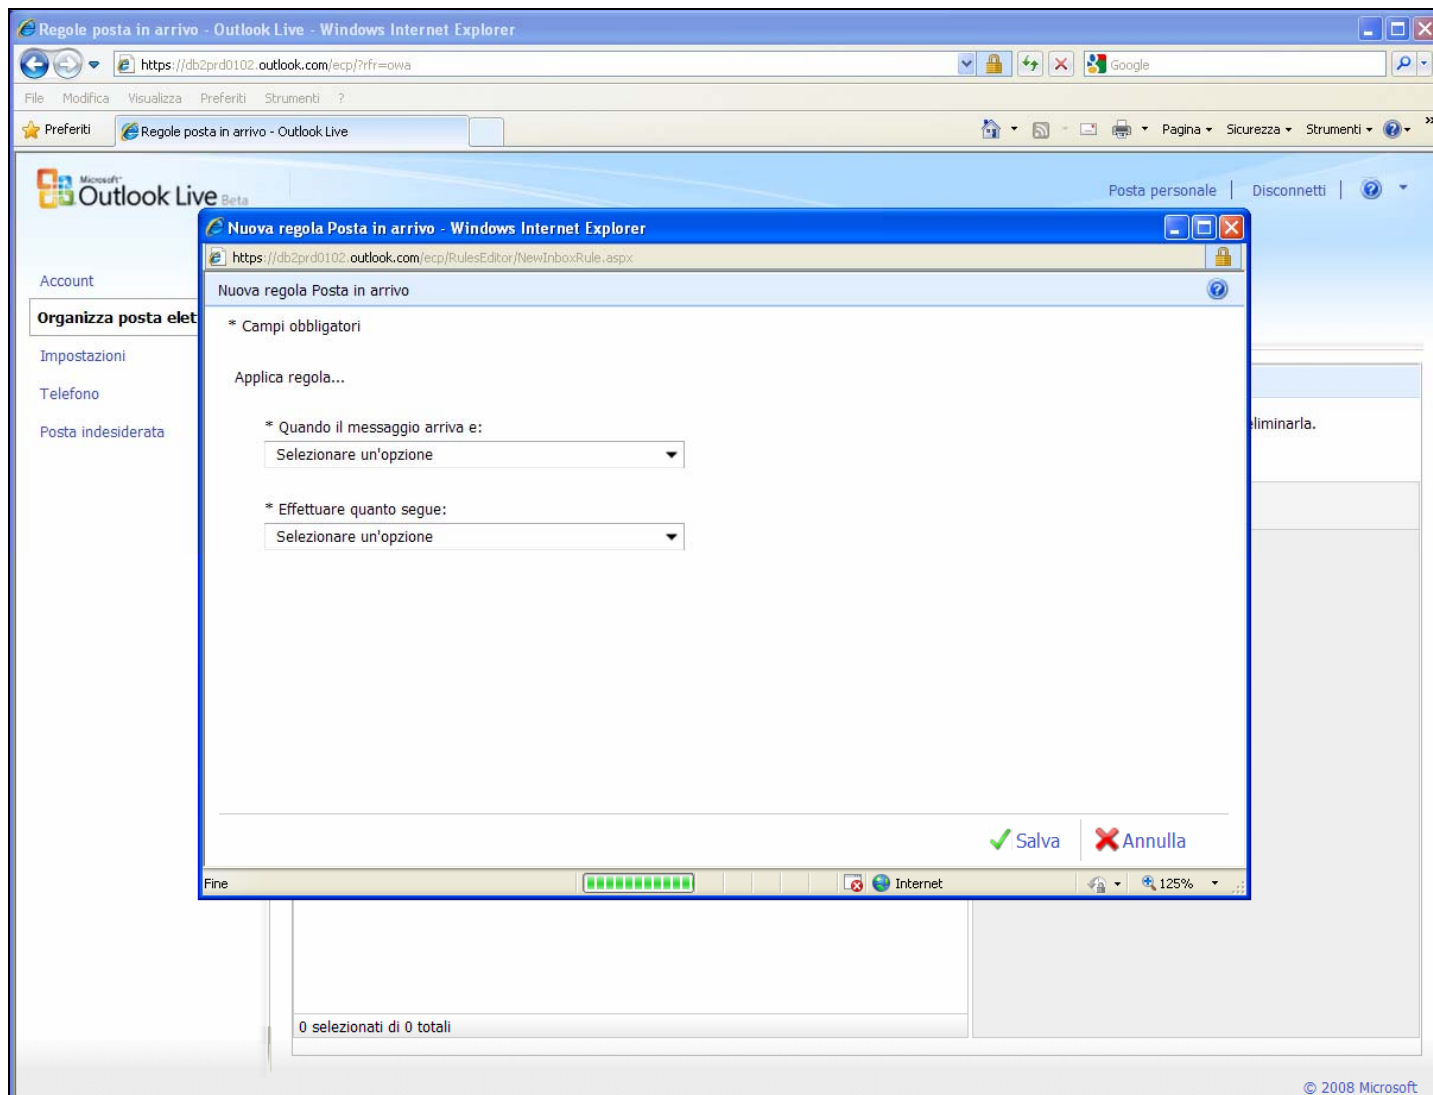 Regole posta in arrivo - Outlook Live - Windows Internet Explorer
https://db2prd0102.outlook.com/ecp/?rfr=owa
Google
File Modifica Visualizza Preferiti Strumenti ?
Preferiti
Regole posta in arrivo - Outlook Live
Pagina Sicurezza Strumenti »
Microsoft
Outlook Live Beta
Posta personale | Disconnetti |
Nuova regola Posta in arrivo - Windows Internet Explorer
https://db2prd0102.outlook.com/ecp/RulesEditor/NewInboxRule.aspx
Account
Nuova regola Posta in arrivo
Organizza posta elet
* Campi obbligatori
Impostazioni
Applica regola...
Telefono
Posta indesiderata
* Quando il messaggio arriva e:
eliminarla.
Selezionare un'opzione
* Effettuare quanto segue:
Selezionare un'opzione
Salva
Annulla
Fine
Internet
125%
0 selezionati di 0 totali
© 2008 Microsoft